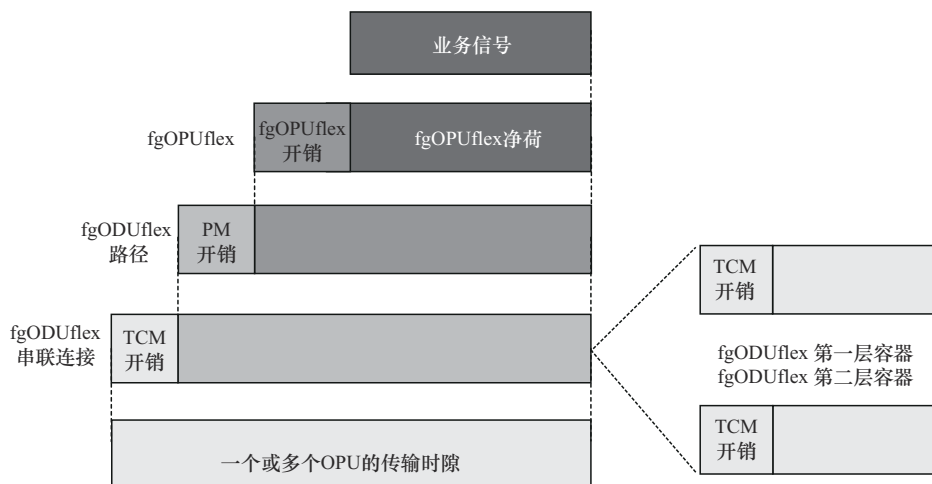 业务信号
fgOPUflex
fgOPUflex
开销
fgOPUflex净荷
fgODUflex
路径
PM
开销
fgODUflex
串联连接
TCM
开销
TCM
开销
fgODUflex 第一层容器
fgODUflex 第二层容器
TCM
开销
一个或多个OPU的传输时隙